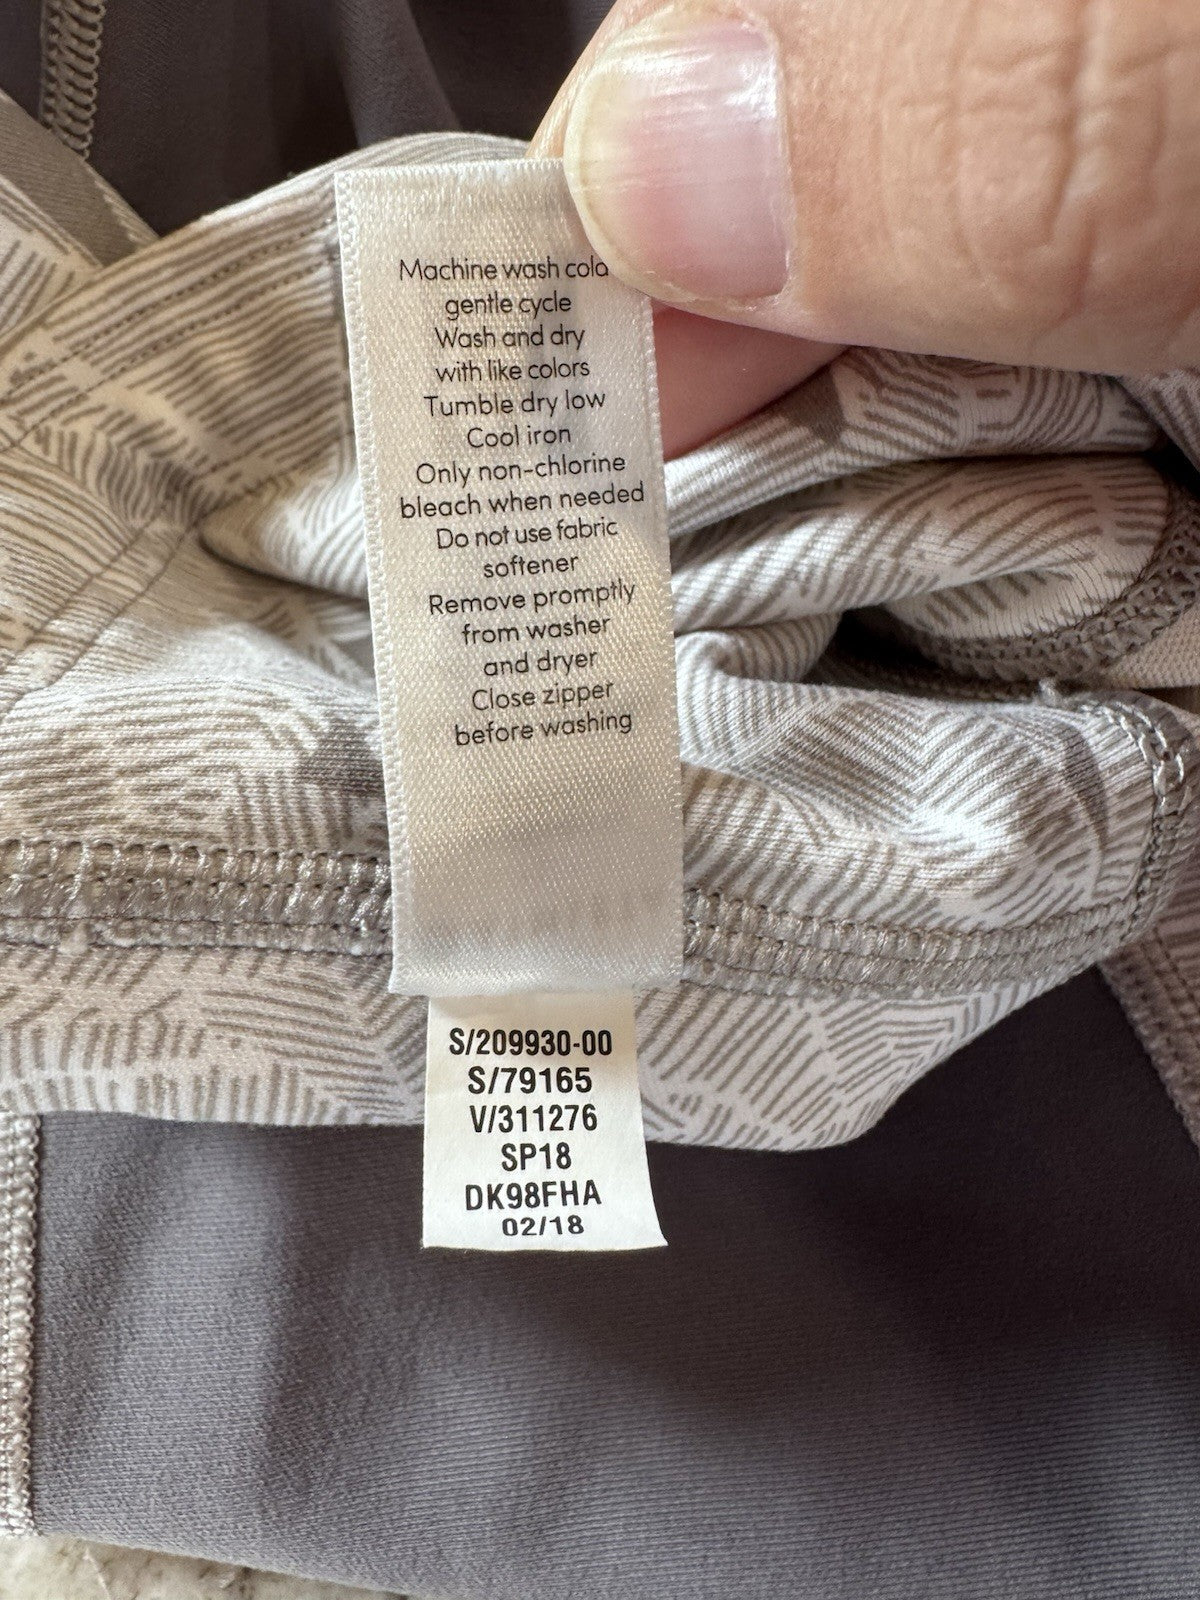 Machine wash cold
gentle cycle
Wash and dry
with like colors
Tumble dry low
Cool iron
Only non-chlorine
bleach when needed
Do not use fabric
softener
Remove promptly
from washer
and dryer
Close zipper
before washing
S/209930-00
S/79165
V/311276
SP18
DK98FHA
02/18